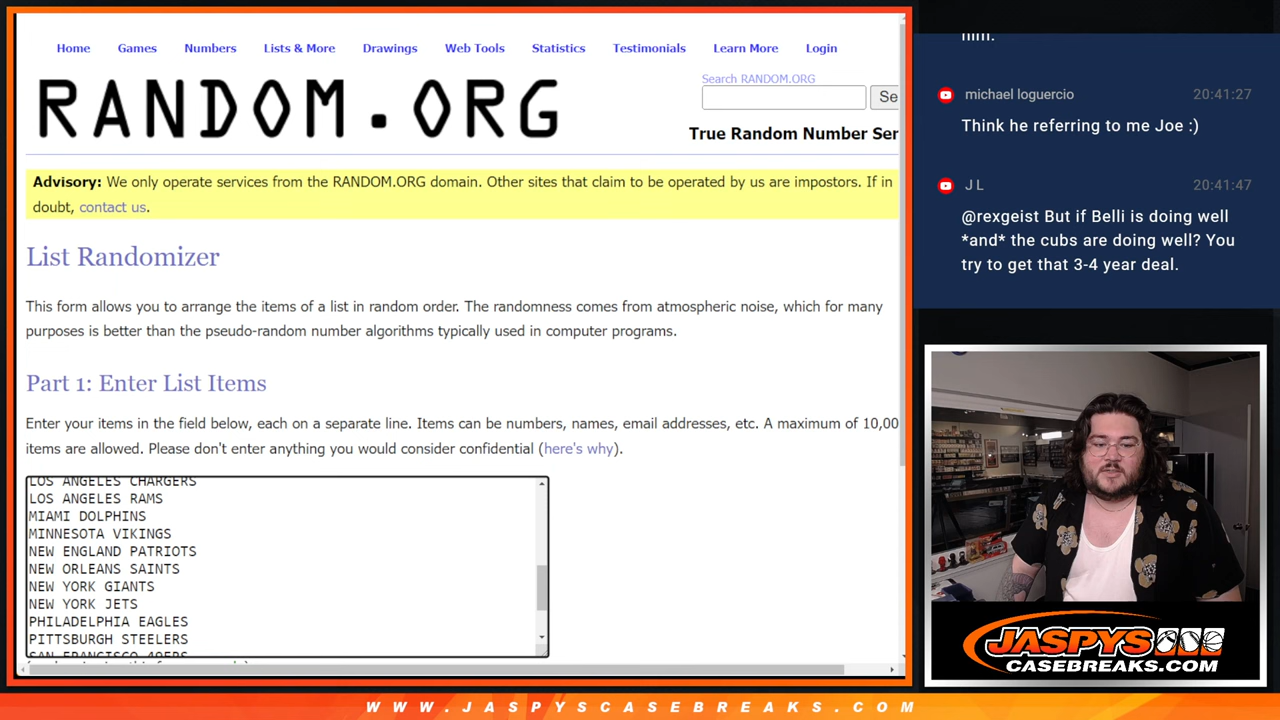 Home Games Numbers Lists & More Drawings Web Tools Statistics Testimonials Learn More Login
RANDOM.ORG
Search RANDOM.ORG
Se
True Random Number Ser
Advisory: We only operate services from the RANDOM.ORG domain. Other sites that claim to be operated by us are impostors. If in
doubt, contact us.
List Randomizer
This form allows you to arrange the items of a list in random order. The randomness comes from atmospheric noise, which for many
purposes is better than the pseudo-random number algorithms typically used in computer programs.
Part 1: Enter List Items
Enter your items in the field below, each on a separate line. Items can be numbers, names, email addresses, etc. A maximum of 10,00
items are allowed. Please don't enter anything you would consider confidential (here's why).
LOS ANGELES CHARGERS
LOS ANGELES RAMS
MIAMI DOLPHINS
MINNESOTA VIKINGS
NEW ENGLAND PATRIOTS
NEW ORLEANS SAINTS
NEW YORK GIANTS
NEW YORK JETS
PHILADELPHIA EAGLES
PITTSBURGH STEELERS
SAN FRANCISCO 49ERS
him.
michael loguercio 20:41:27
Think he referring to me Joe :)
J L 20:41:47
@rexgeist But if Belli is doing well
*and* the cubs are doing well? You
try to get that 3-4 year deal.
JASPYS
CASEBREAKS.COM
WWW.JASPYSCASEBREAKS.COM